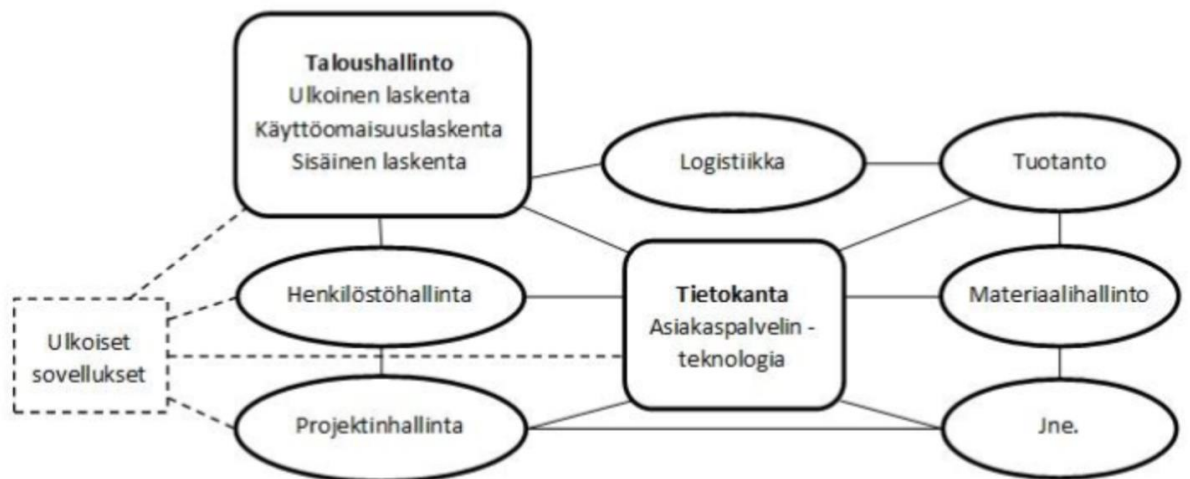 Taloushallinto
Ulkoinen laskenta
Käyttöomaisuuslaskenta
Sisäinen laskenta
Logistiikka
Tuotanto
Henkilöstöhallinta
Tietokanta
Asiakaspalvelin -
teknologia
Materiaalihallinto
Ulkoiset
sovellukset
Projektinhallinta
Jne.